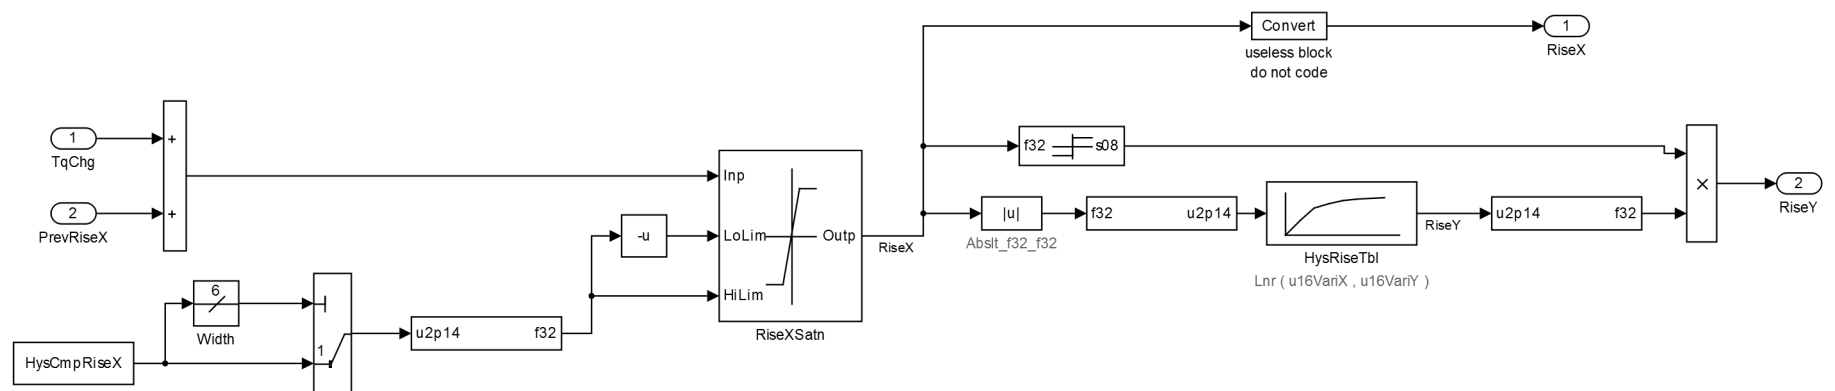 Convert
1
useless block
do not code
RiseX
1
TqChg
+
f32
s08
×
2
RiseY
Inp
2
PrevRiseX
+
|u|
Abslt_f32_f32
f32
u2p14
HysRiseTbl
Lnr ( u16VariX , u16VariY )
RiseY
u2p14
f32
-u
LoLim
Outp
RiseX
6
Width
HiLim
RiseXSatn
u2p14
f32
1
HysCmpRiseX